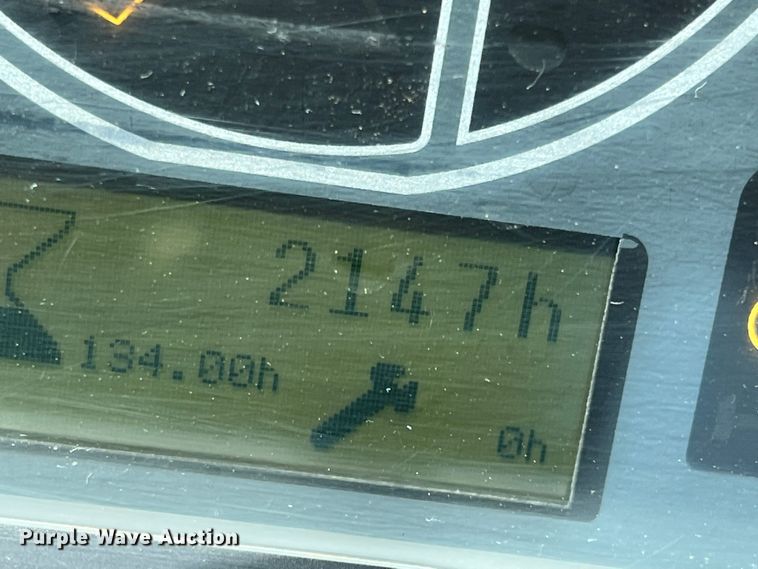 2147h
134.00h
0h
Purple Wave Auction